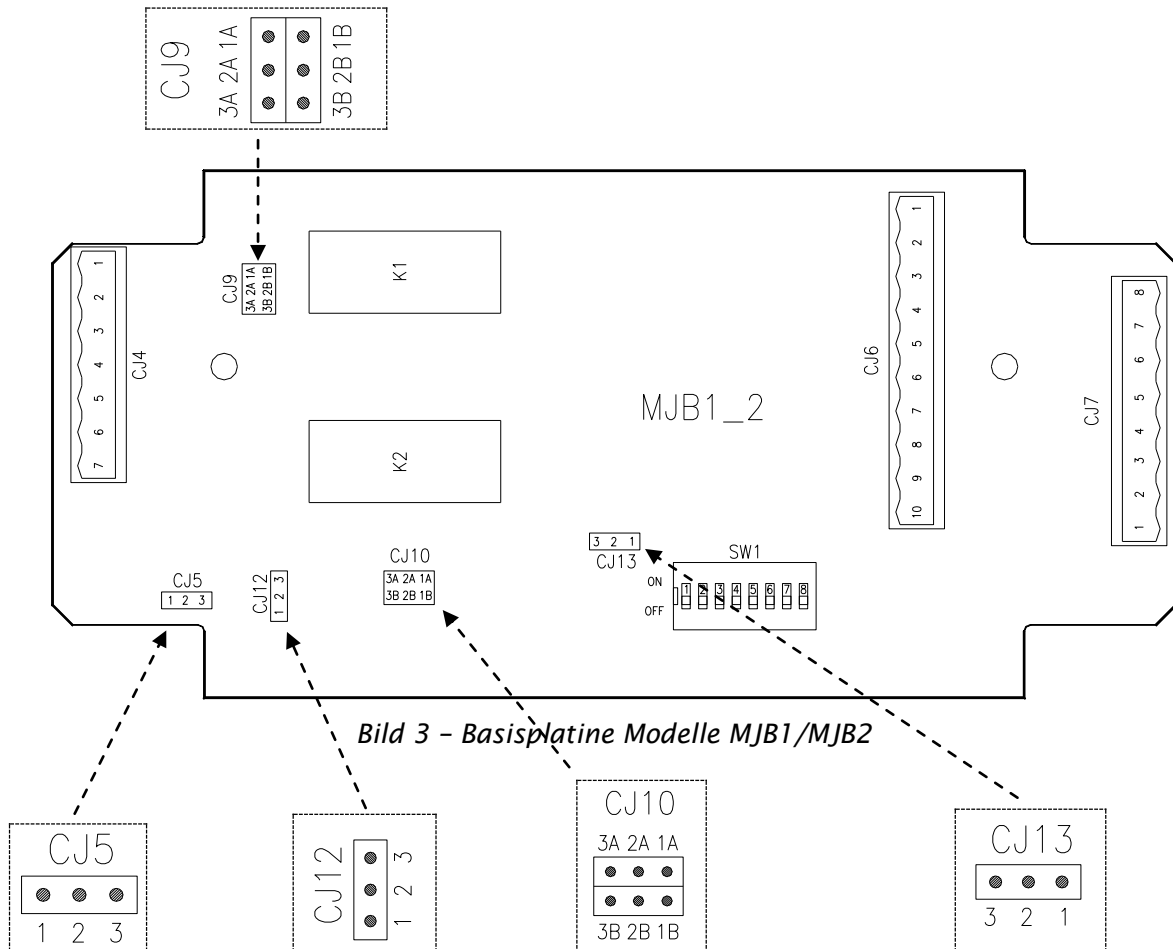 CJ9
3A 2A 1A
3B 2B 1B
CJ9
3A 2A 1A
3B 2B 1B
K1
K2
CJ4
1
2
3
4
5
6
7
MJB1_2
CJ6
1
2
3
4
5
6
7
8
9
10
CJ7
8
7
6
5
4
3
2
1
CJ5
1 2 3
CJ12
1 2 3
CJ10
3A 2A 1A
3B 2B 1B
3 2 1
CJ13
SW1
ON
OFF
1 2 3 4 5 6 7 8
Bild 3 – Basisplatine Modelle MJB1/MJB2
CJ5
1 2 3
CJ12
1 2 3
CJ10
3A 2A 1A
3B 2B 1B
CJ13
3 2 1